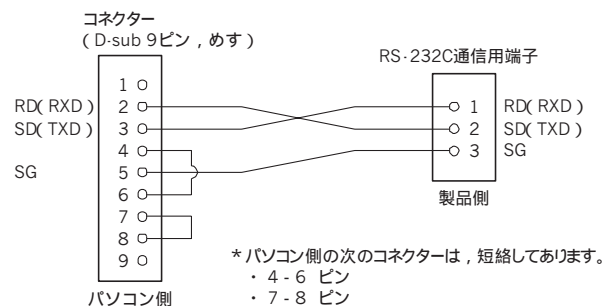 コネクター
( D-sub 9ピン , めす )
RS-232C通信用端子
1
RD( RXD ) 2
SD( TXD ) 3
4
SG 5
6
7
8
9
パソコン側
1 RD( RXD )
2 SD( TXD )
3 SG
製品側
*パソコン側の次のコネクターは , 短絡してあります。
・ 4 - 6 ピン
・ 7 - 8 ピン